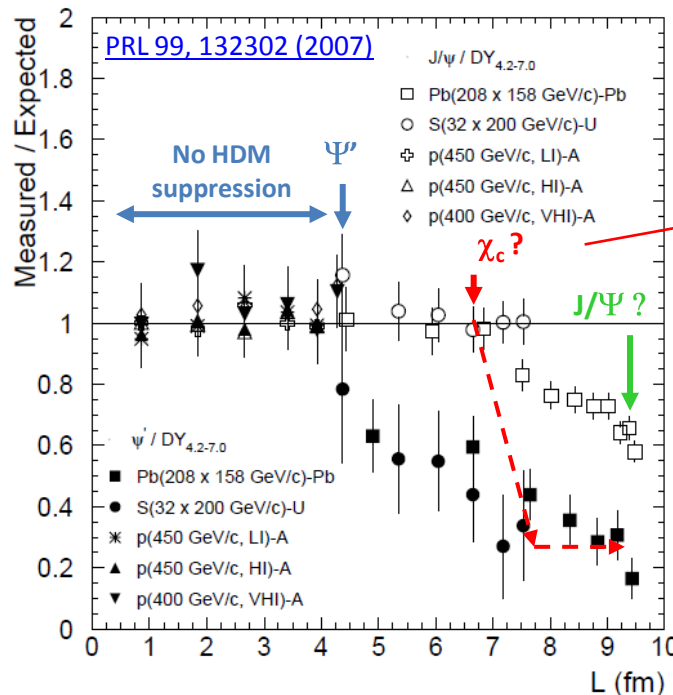 PRL 99, 132302 (2007)
J/ψ / DY4.2-7.0
Pb(208 x 158 GeV/c)-Pb
S(32 x 200 GeV/c)-U
p(450 GeV/c, LI)-A
p(450 GeV/c, HI)-A
p(400 GeV/c, VHI)-A
No HDM
suppression
Ψ'
χc ?
J/Ψ ?
ψ' / DY4.2-7.0
Pb(208 x 158 GeV/c)-Pb
S(32 x 200 GeV/c)-U
p(450 GeV/c, LI)-A
p(450 GeV/c, HI)-A
p(400 GeV/c, VHI)-A
Measured / Expected
2
1.8
1.6
1.4
1.2
1
0.8
0.6
0.4
0.2
0
0 1 2 3 4 5 6 7 8 9 10
L (fm)